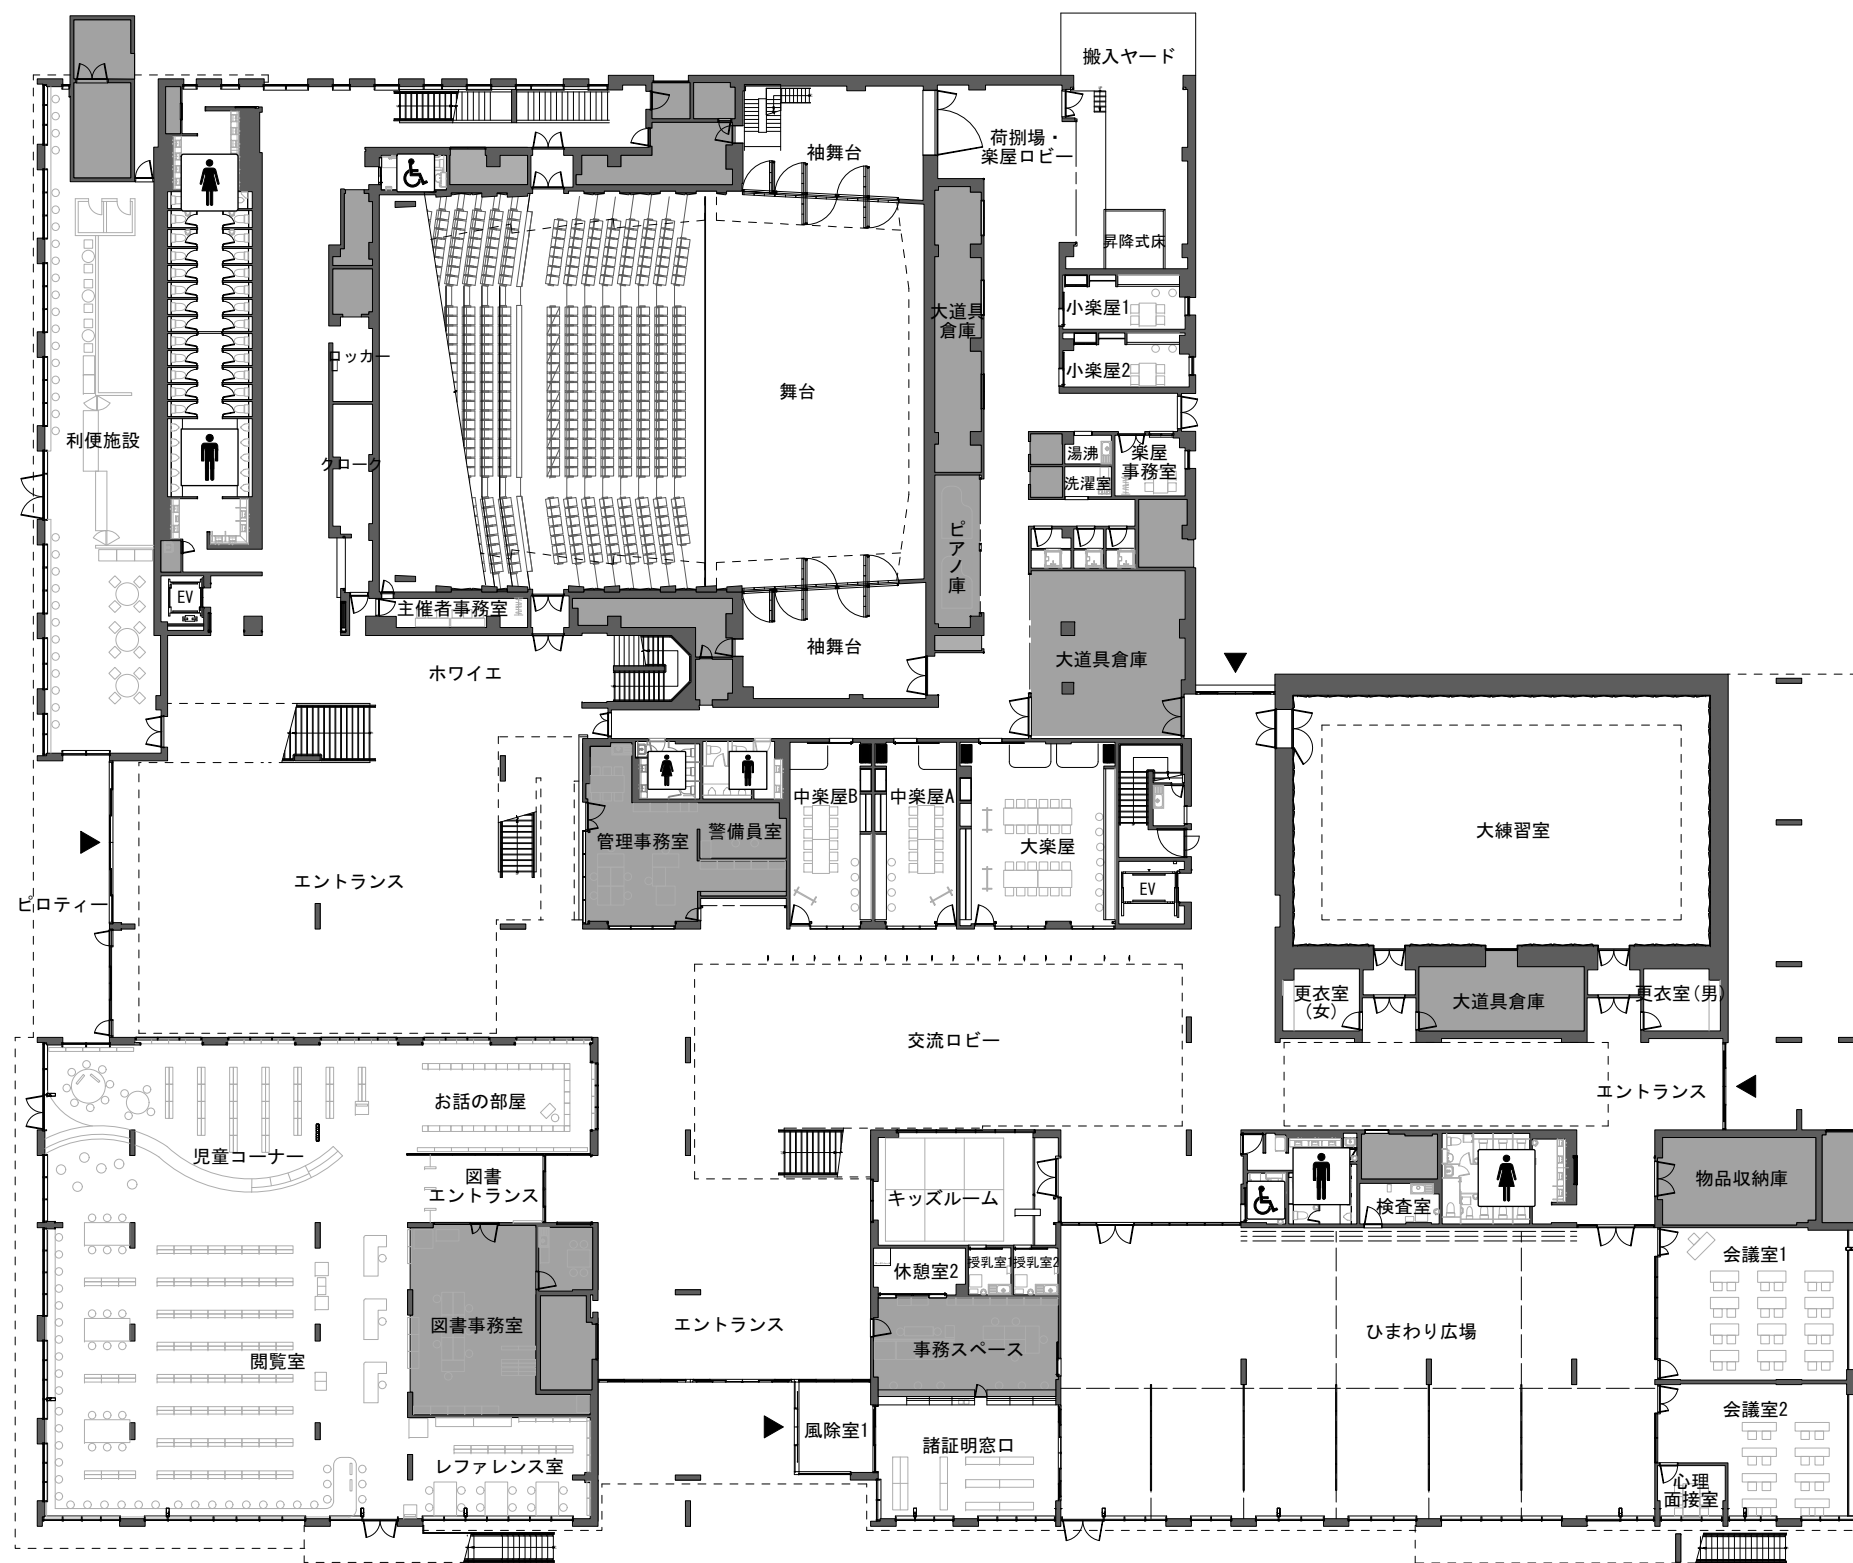 搬入ヤード
荷捌場・
楽屋ロビー
袖舞台
昇降式床
大道具
倉庫
小楽屋1
小楽屋2
ロッカー
舞台
利便施設
クローク
湯沸
楽屋
事務室
洗濯室
ピアノ庫
EV
主催者事務室
袖舞台
大道具倉庫
ホワイエ
中楽屋B
中楽屋A
警備員室
管理事務室
大楽屋
大練習室
エントランス
EV
ピロティー
更衣室
(女)
大道具倉庫
更衣室(男)
交流ロビー
エントランス
お話の部屋
児童コーナー
図書
エントランス
キッズルーム
検査室
物品収納庫
休憩室2
授乳室1
授乳室2
会議室1
図書事務室
エントランス
事務スペース
ひまわり広場
閲覧室
会議室2
風除室1
諸証明窓口
レファレンス室
心理
面接室